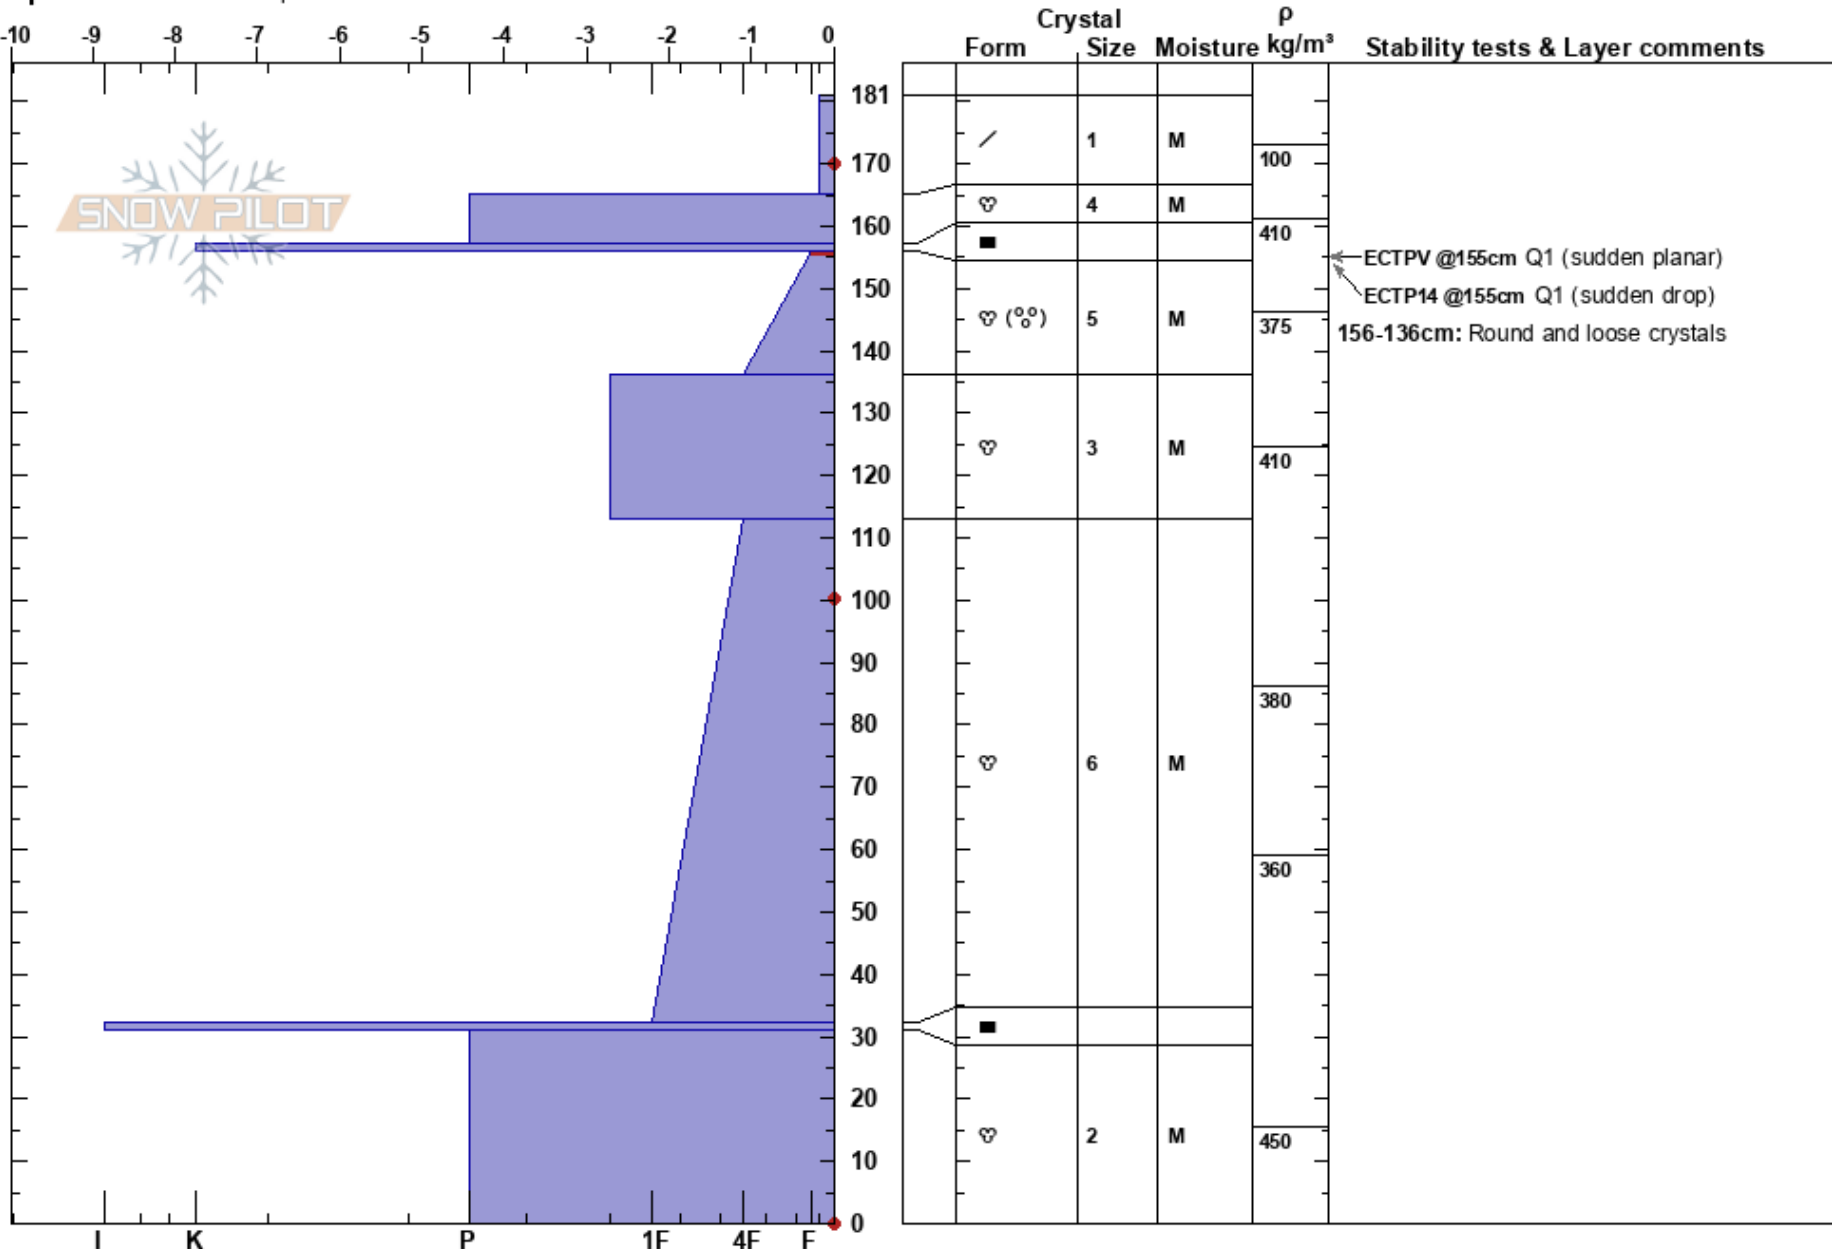 Crystal ρ
Form Size Moisture kg/m³ Stability tests & Layer comments
-10 -9 -8 -7 -6 -5 -4 -3 -2 -1 0
181
1 M
100
170
4 M
SNOW PILOT
160
410
ECTPV @155cm Q1 (sudden planar)
150
ECTP14 @155cm Q1 (sudden drop)
5 M
375
156-136cm: Round and loose crystals
140
130
3 M
410
120
110
100
90
380
80
6 M
70
60
360
50
40
30
20
2 M
450
10
0
I K P 1F 4F F